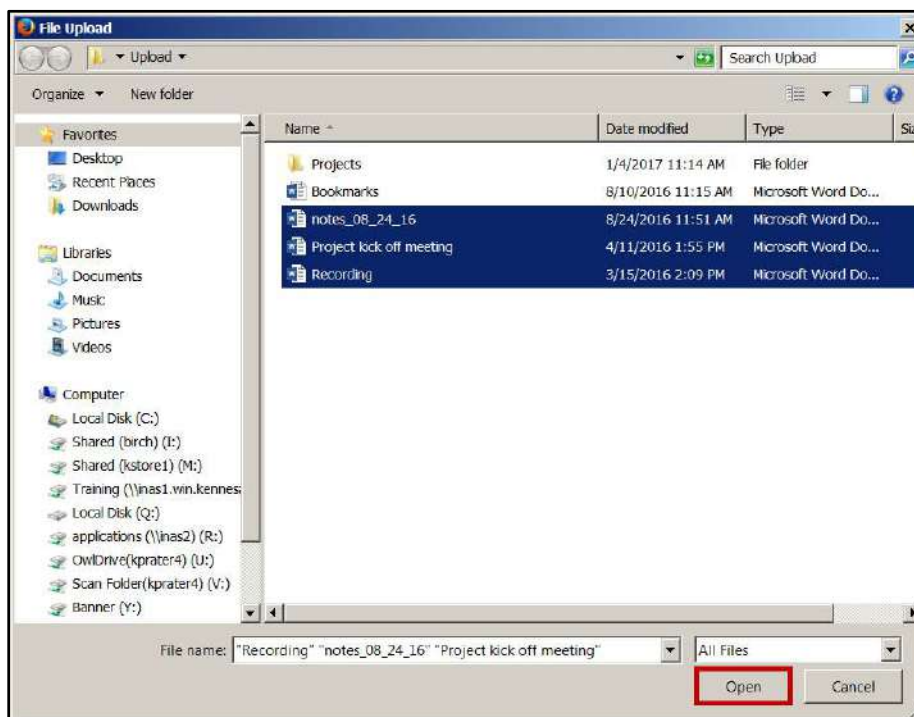 File Upload
Upload
Search Upload
Organize
New folder
Name
Date modified
Type
Siz
Favorites
Desktop
Recent Places
Downloads
Libraries
Documents
Music
Pictures
Videos
Computer
Local Disk (C:)
Shared (birch) (I:)
Shared (kstore1) (M:)
Training (\\inas1.win.kennes
Local Disk (Q:)
applications (\\inas2) (R:)
OwlDrive(kprater4) (U:)
Scan Folder(kprater4) (V:)
Banner (Y:)
Projects 1/4/2017 11:14 AM File folder
Bookmarks 8/10/2016 11:15 AM Microsoft Word Do...
notes_08_24_16 8/24/2016 11:51 AM Microsoft Word Do...
Project kick off meeting 4/11/2016 1:55 PM Microsoft Word Do...
Recording 3/15/2016 2:09 PM Microsoft Word Do...
File name: "Recording" "notes_08_24_16" "Project kick off meeting"
All Files
Open
Cancel